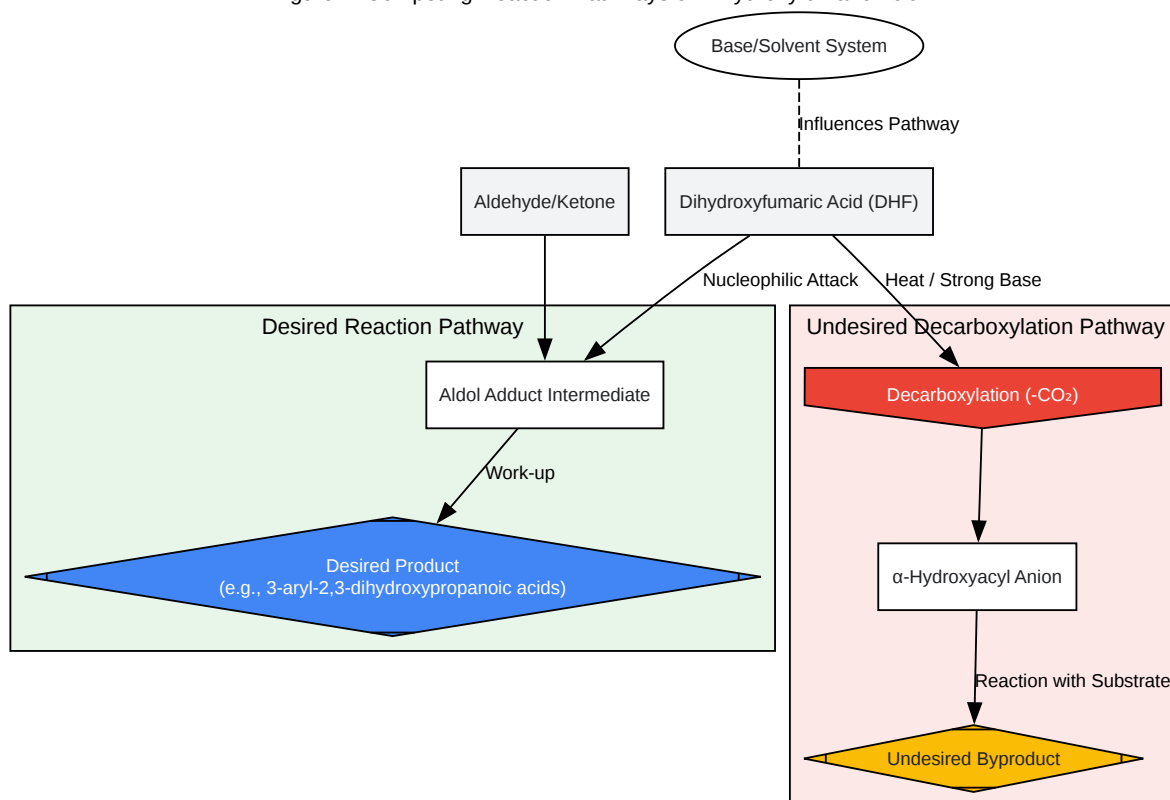 Base/Solvent System
Influences Pathway
Aldehyde/Ketone
Dihydroxyfumaric Acid (DHF)
Nucleophilic Attack
Heat / Strong Base
Desired Reaction Pathway
Undesired Decarboxylation Pathway
Aldol Adduct Intermediate
Decarboxylation (-CO₂)
Work-up
Desired Product
(e.g., 3-aryl-2,3-dihydroxypropanoic acids)
α-Hydroxyacyl Anion
Reaction with Substrate
Undesired Byproduct